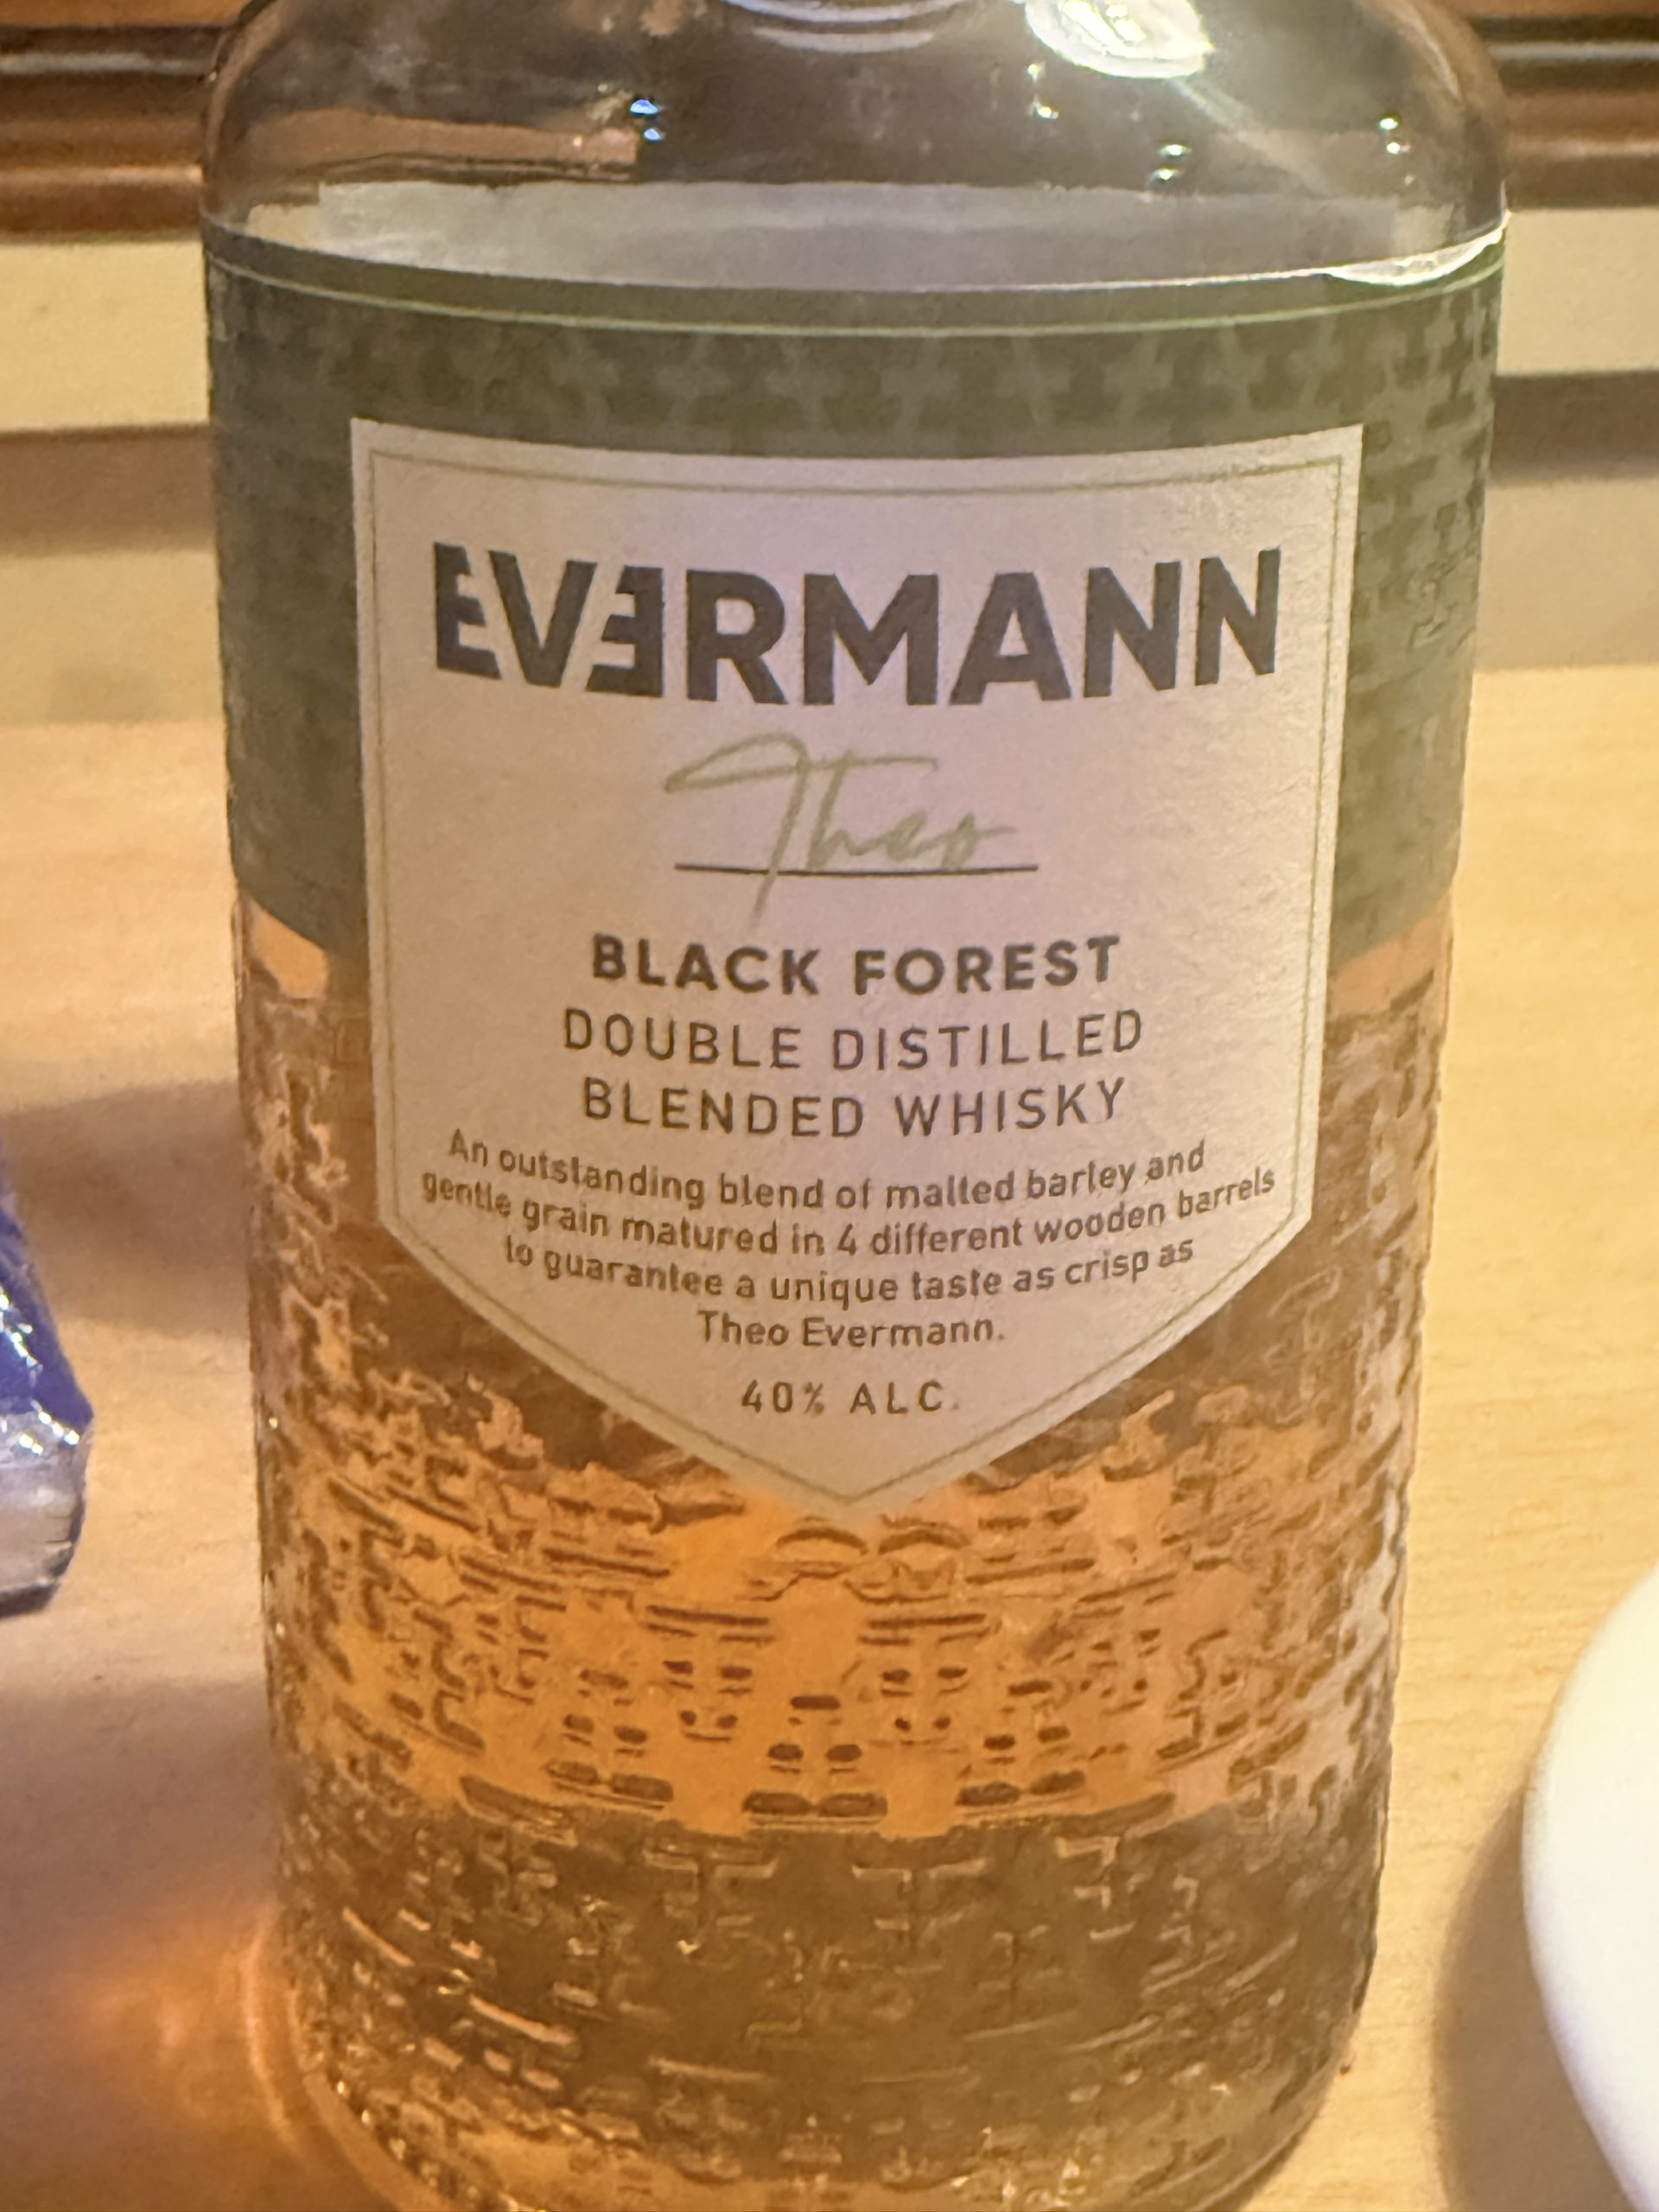 EVERMANN
Theo
BLACK FOREST
DOUBLE DISTILLED
BLENDED WHISKY
An outstanding blend of malted barley and
gentle grain matured in 4 different wooden barrels
to guarantee a unique taste as crisp as
Theo Evermann.
40% ALC.